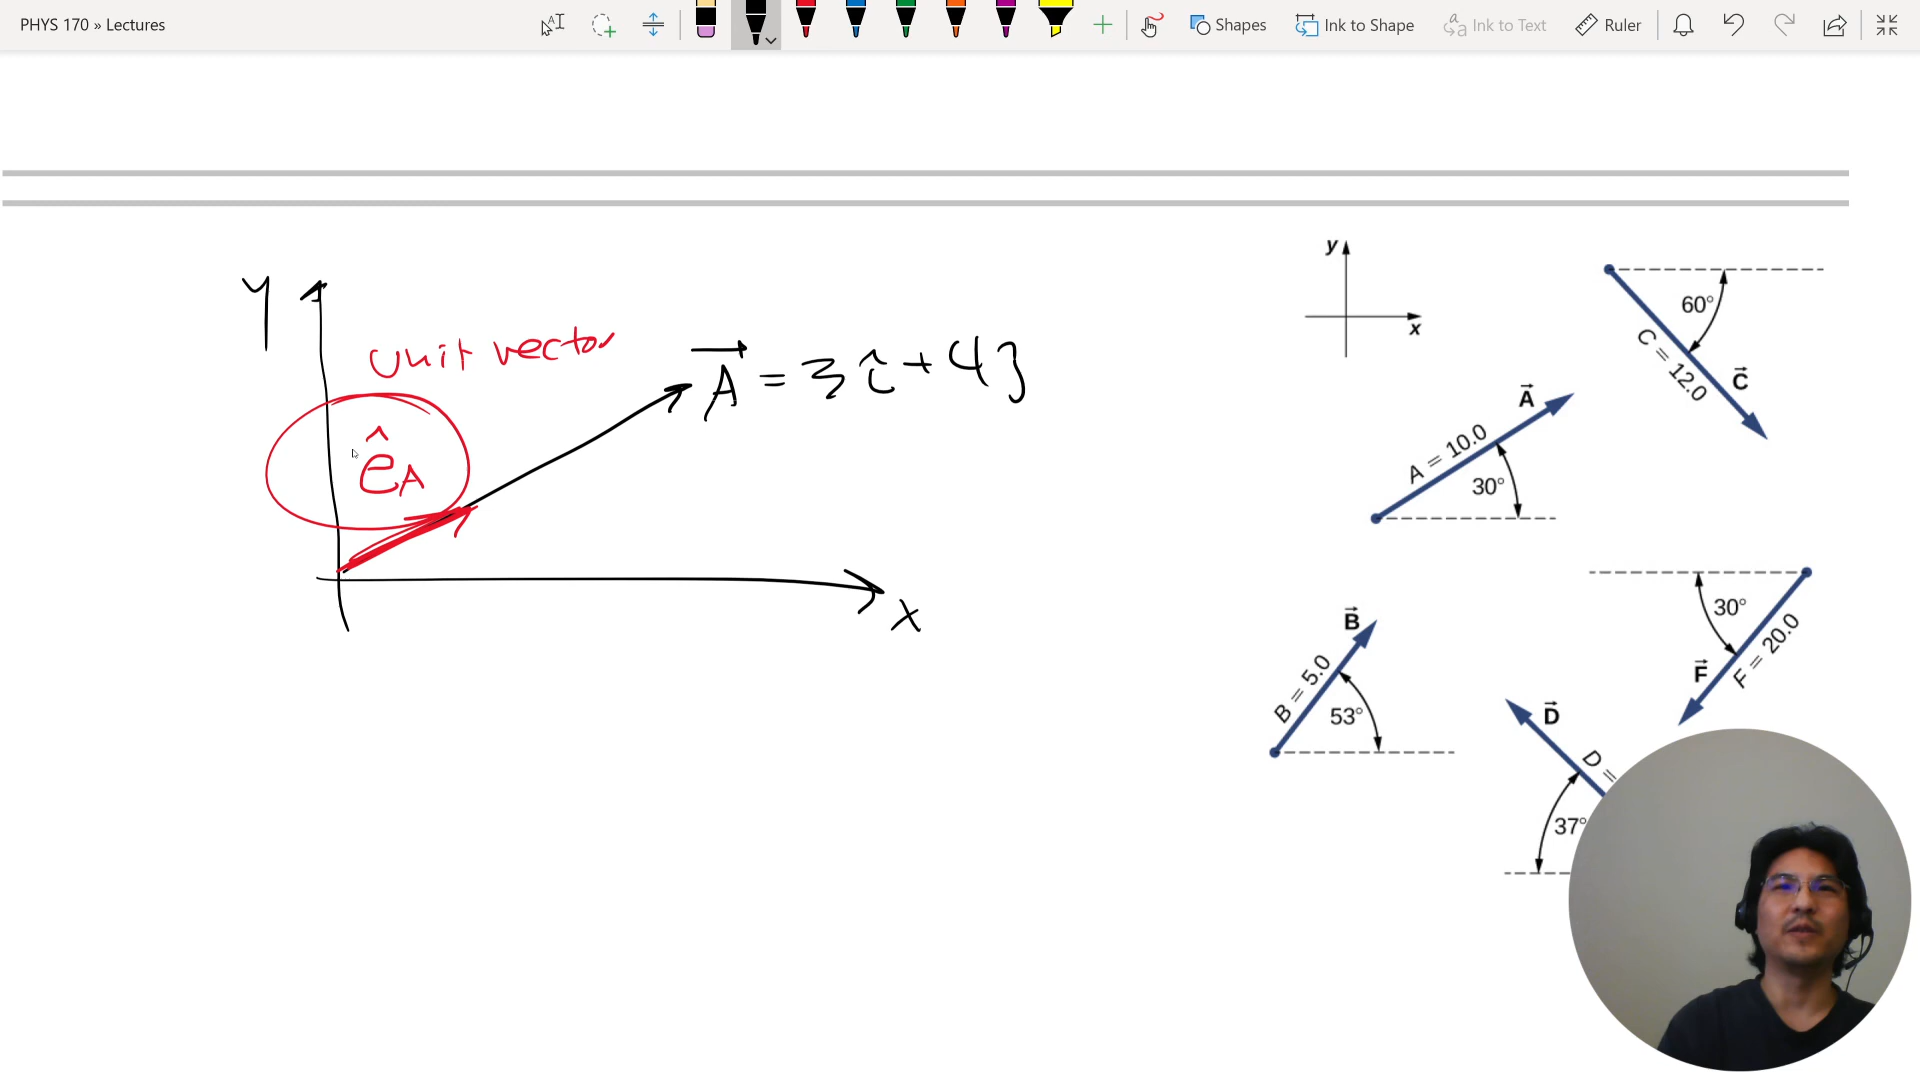 PHYS 170 » Lectures
Shapes
Ink to Shape
Ink to Text
Ruler
Y
unit vector
A = 3 î + 4 j
ê A
x
y
x
60°
C = 12.0
C
A
A = 10.0
30°
30°
F
F = 20.0
B
B = 5.0
53°
D
D =
37°